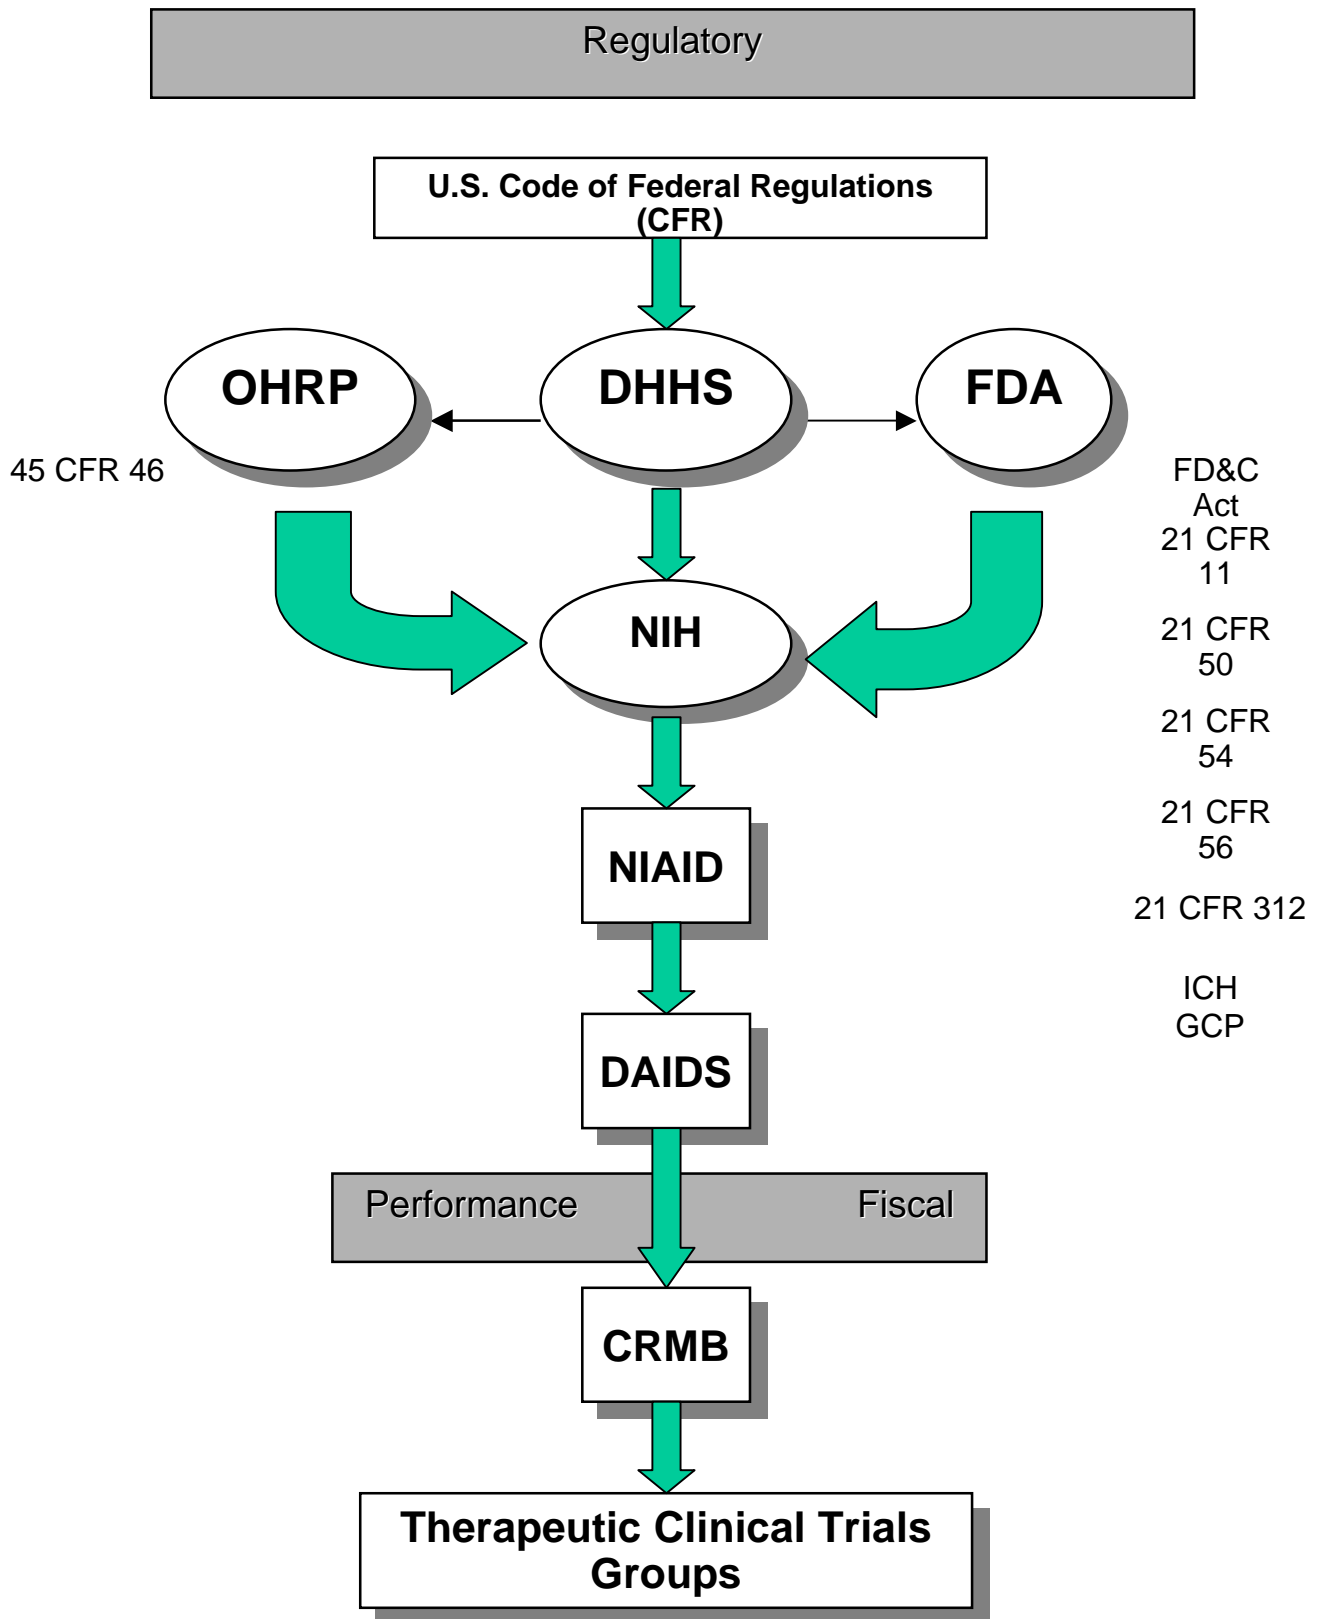 Regulatory
U.S. Code of Federal Regulations
(CFR)
OHRP
DHHS
FDA
45 CFR 46
FD&C
Act
21 CFR
11
21 CFR
50
21 CFR
54
21 CFR
56
21 CFR 312
ICH
GCP
NIH
NIAID
DAIDS
Performance
Fiscal
CRMB
Therapeutic Clinical Trials
Groups